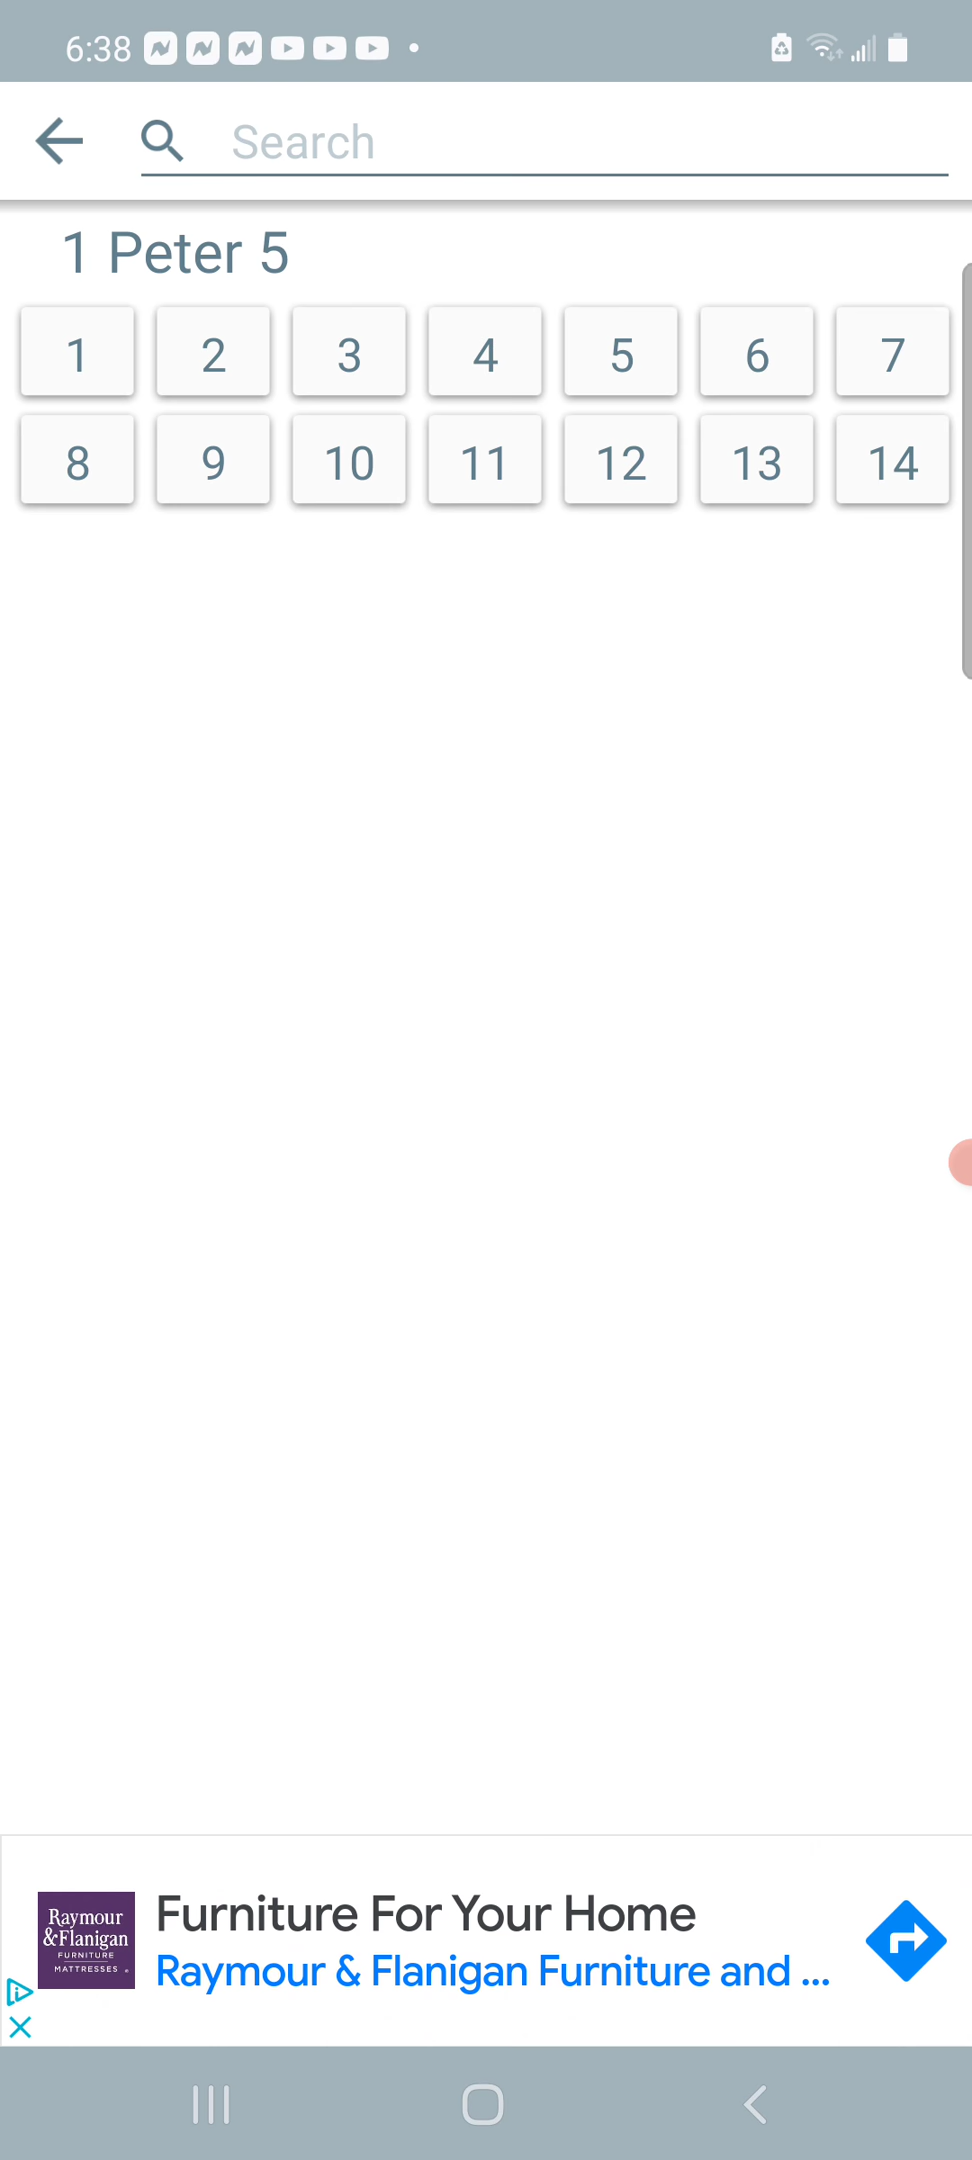 6:38
Search
1 Peter 5
1 2 3 4 5 6 7
8 9 10 11 12 13 14
Raymour
&Flanigan
FURNITURE
MATTRESSES
Furniture For Your Home
Raymour & Flanigan Furniture and ...